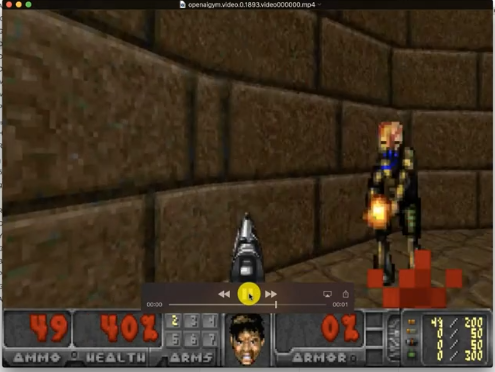 openaigym.video.0.1893.video000000.mp4
00:00 00:01
49 40% 2 3 4 0% 49 / 200
5 6 7 0 / 50
0 / 50
AMMO HEALTH ARMS ARMOR 0 / 300